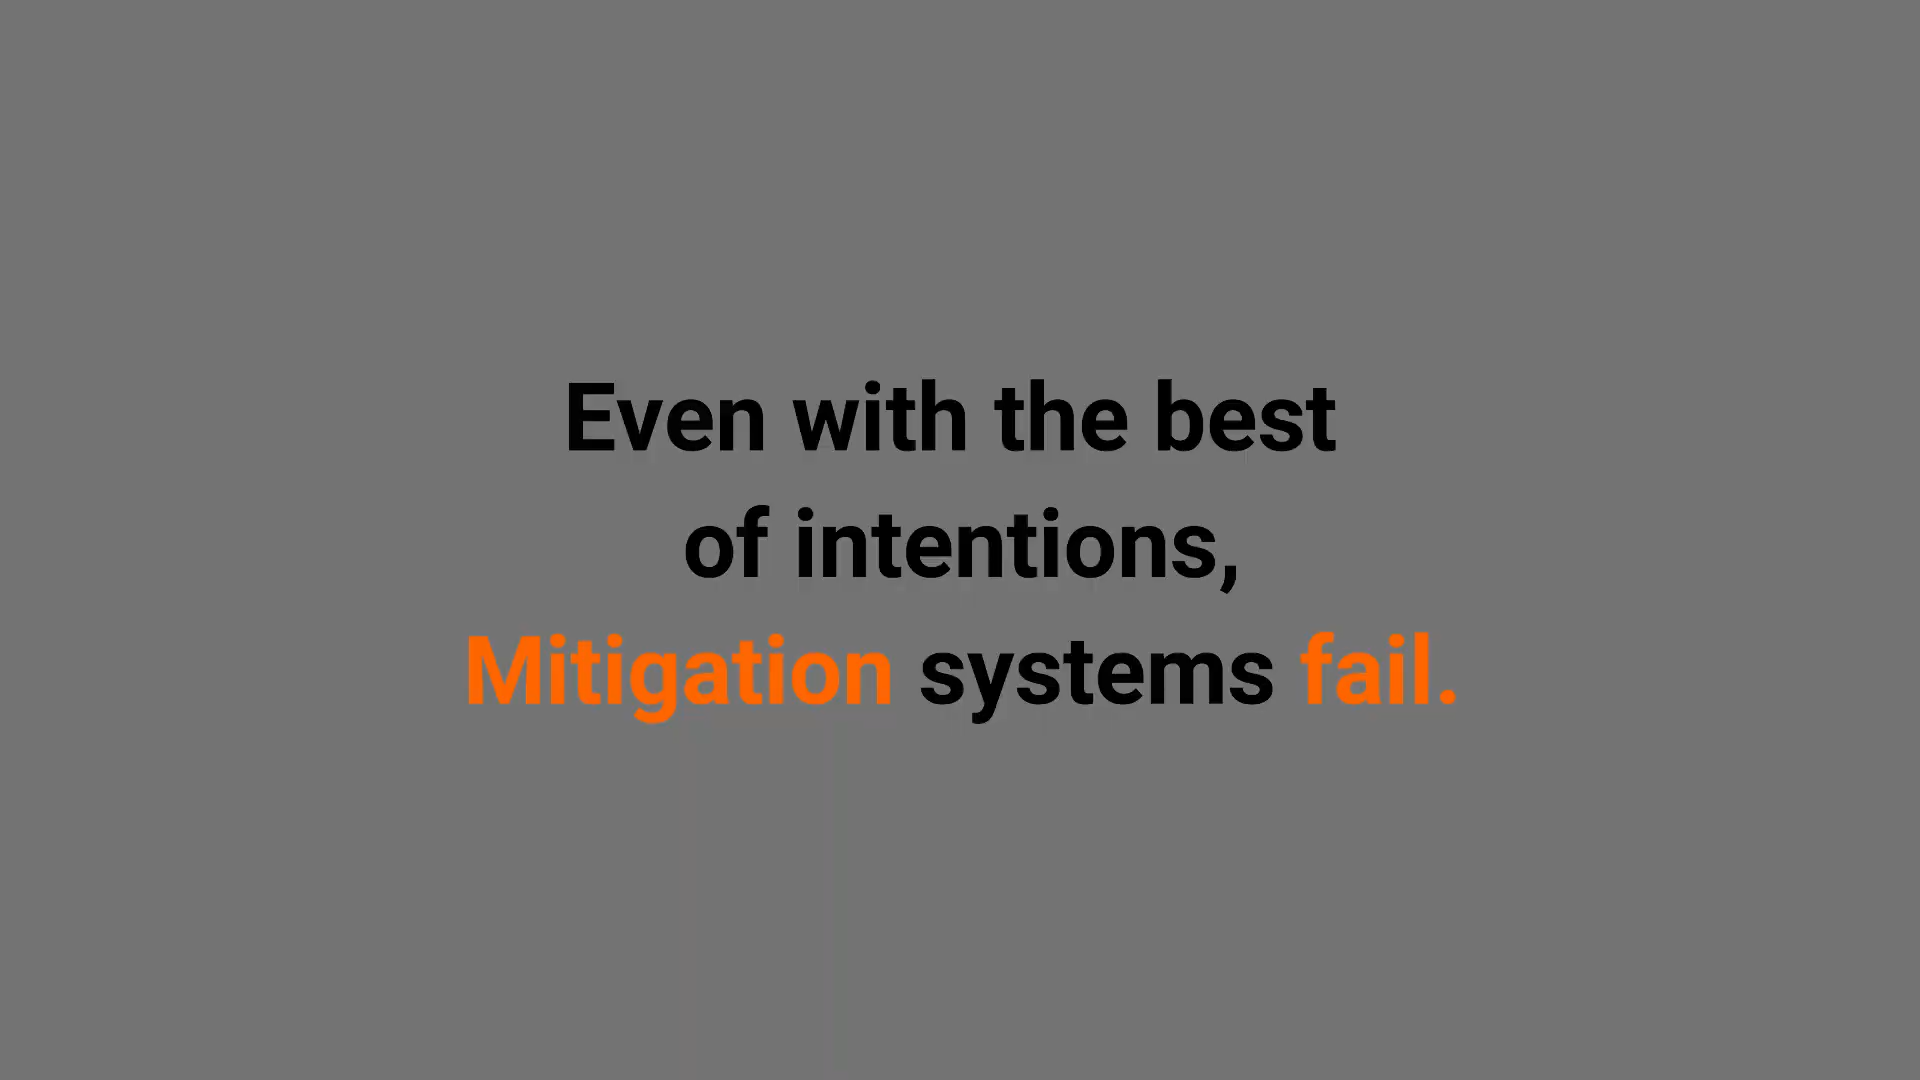 Even with the best
of intentions,
Mitigation systems fail.